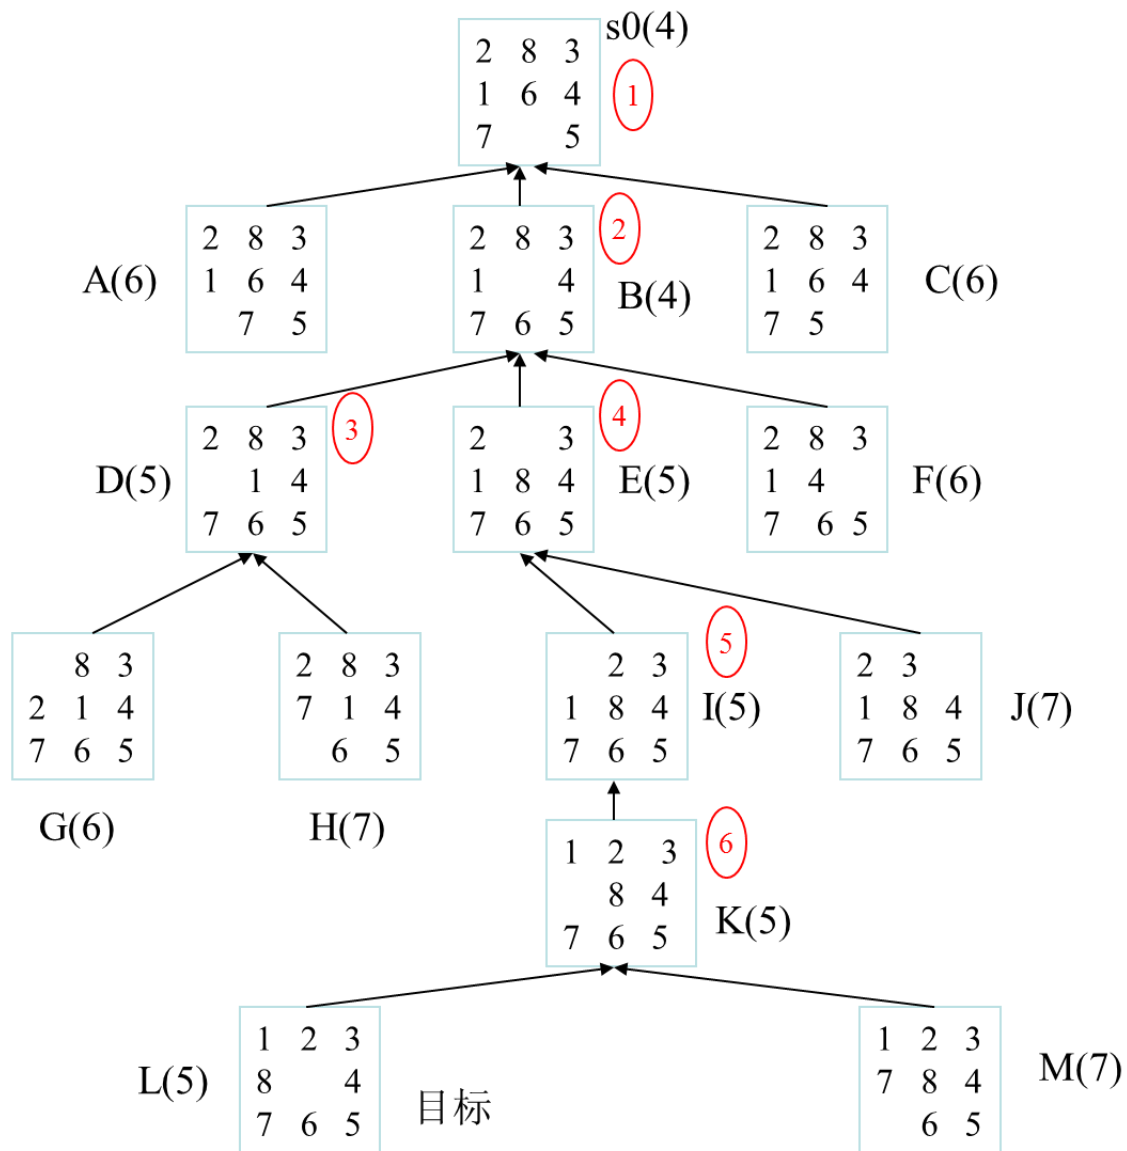 s0(4)
2 8 3
1 6 4
7 5
1
A(6)
2 8 3
1 6 4
7 5
2 8 3
1 4
7 6 5
2
B(4)
2 8 3
1 6 4
7 5
C(6)
D(5)
2 8 3
1 4
7 6 5
3
2 3
1 8 4
7 6 5
4
E(5)
2 8 3
1 4
7 6 5
F(6)
8 3
2 1 4
7 6 5
G(6)
2 8 3
7 1 4
6 5
H(7)
2 3
1 8 4
7 6 5
5
I(5)
2 3
1 8 4
7 6 5
J(7)
1 2 3
8 4
7 6 5
6
K(5)
L(5)
1 2 3
8 4
7 6 5
目标
1 2 3
7 8 4
6 5
M(7)